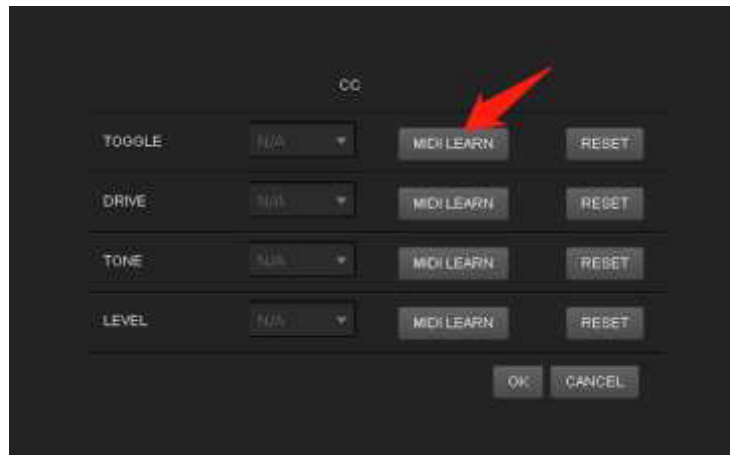 CC
TOGGLE N/A MIDI LEARN RESET
DRIVE N/A MIDI LEARN RESET
TONE N/A MIDI LEARN RESET
LEVEL N/A MIDI LEARN RESET
OK CANCEL